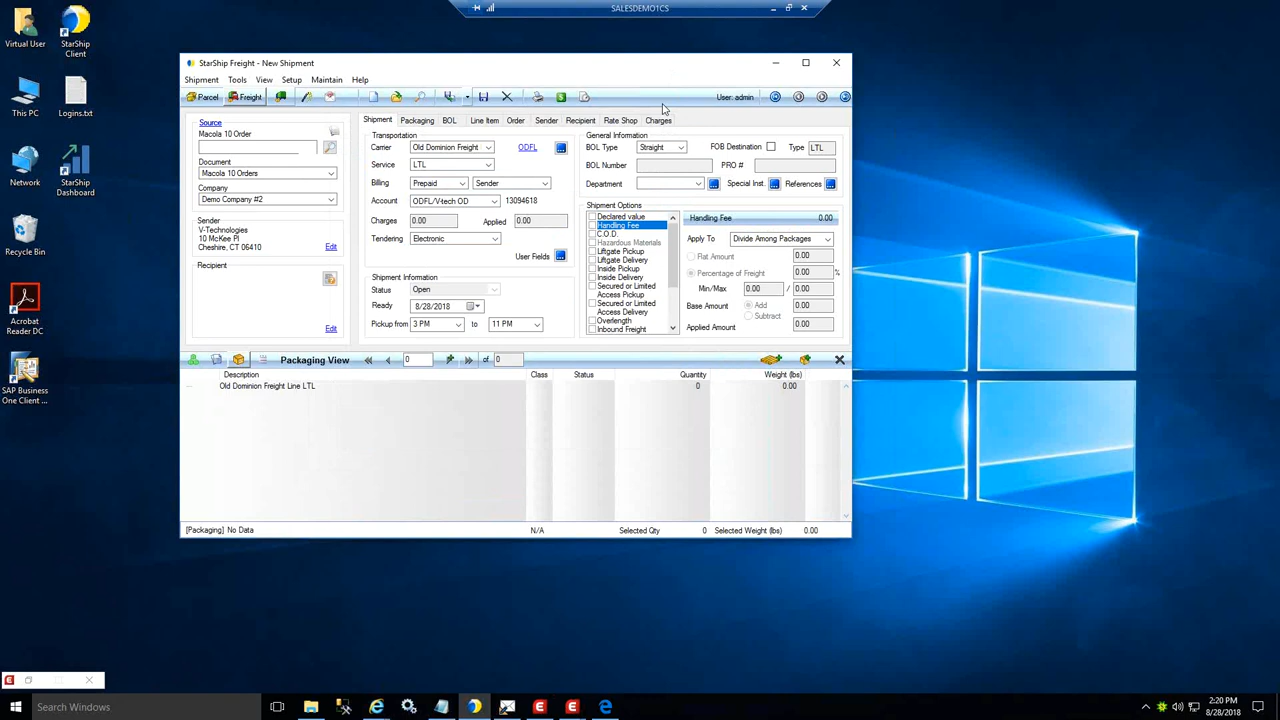 SALESDEMO1CS
Virtual User
StarShip Client
This PC
Logins.txt
Network
StarShip Dashboard
Recycle Bin
Acrobat Reader DC
SAP Business One Client ...
StarShip Freight - New Shipment
Shipment Tools View Setup Maintain Help
Parcel Freight User: admin
Source
Macola 10 Order
Document
Macola 10 Orders
Company
Demo Company #2
Sender
V-Technologies
10 McKee Pl
Cheshire, CT 06410 Edit
Recipient
Edit
Shipment Packaging BOL Line Item Order Sender Recipient Rate Shop Charges
Transportation
Carrier Old Dominion Freight ODFL
Service LTL
Billing Prepaid Sender
Account ODFL/V-tech OD 13094618
Charges 0.00 Applied 0.00
Tendering Electronic
User Fields
Shipment Information
Status Open
Ready 8/28/2018
Pickup from 3 PM to 11 PM
General Information
BOL Type Straight FOB Destination Type LTL
BOL Number PRO #
Department Special Inst. References
Shipment Options
Declared value
Handling Fee
C.O.D.
Hazardous Materials
Liftgate Pickup
Liftgate Delivery
Inside Pickup
Inside Delivery
Secured or Limited
Access Pickup
Secured or Limited
Access Delivery
Overlength
Inbound Freight
Handling Fee 0.00
Apply To Divide Among Packages
Flat Amount 0.00
Percentage of Freight 0.00 %
Min/Max 0.00 / 0.00
Base Amount Add 0.00
Subtract
Applied Amount 0.00
Packaging View 0 of 0
Description Class Status Quantity Weight (lbs)
Old Dominion Freight Line LTL 0 0.00
[Packaging] No Data N/A Selected Qty 0 Selected Weight (lbs) 0.00
Search Windows
2:20 PM
8/28/2018